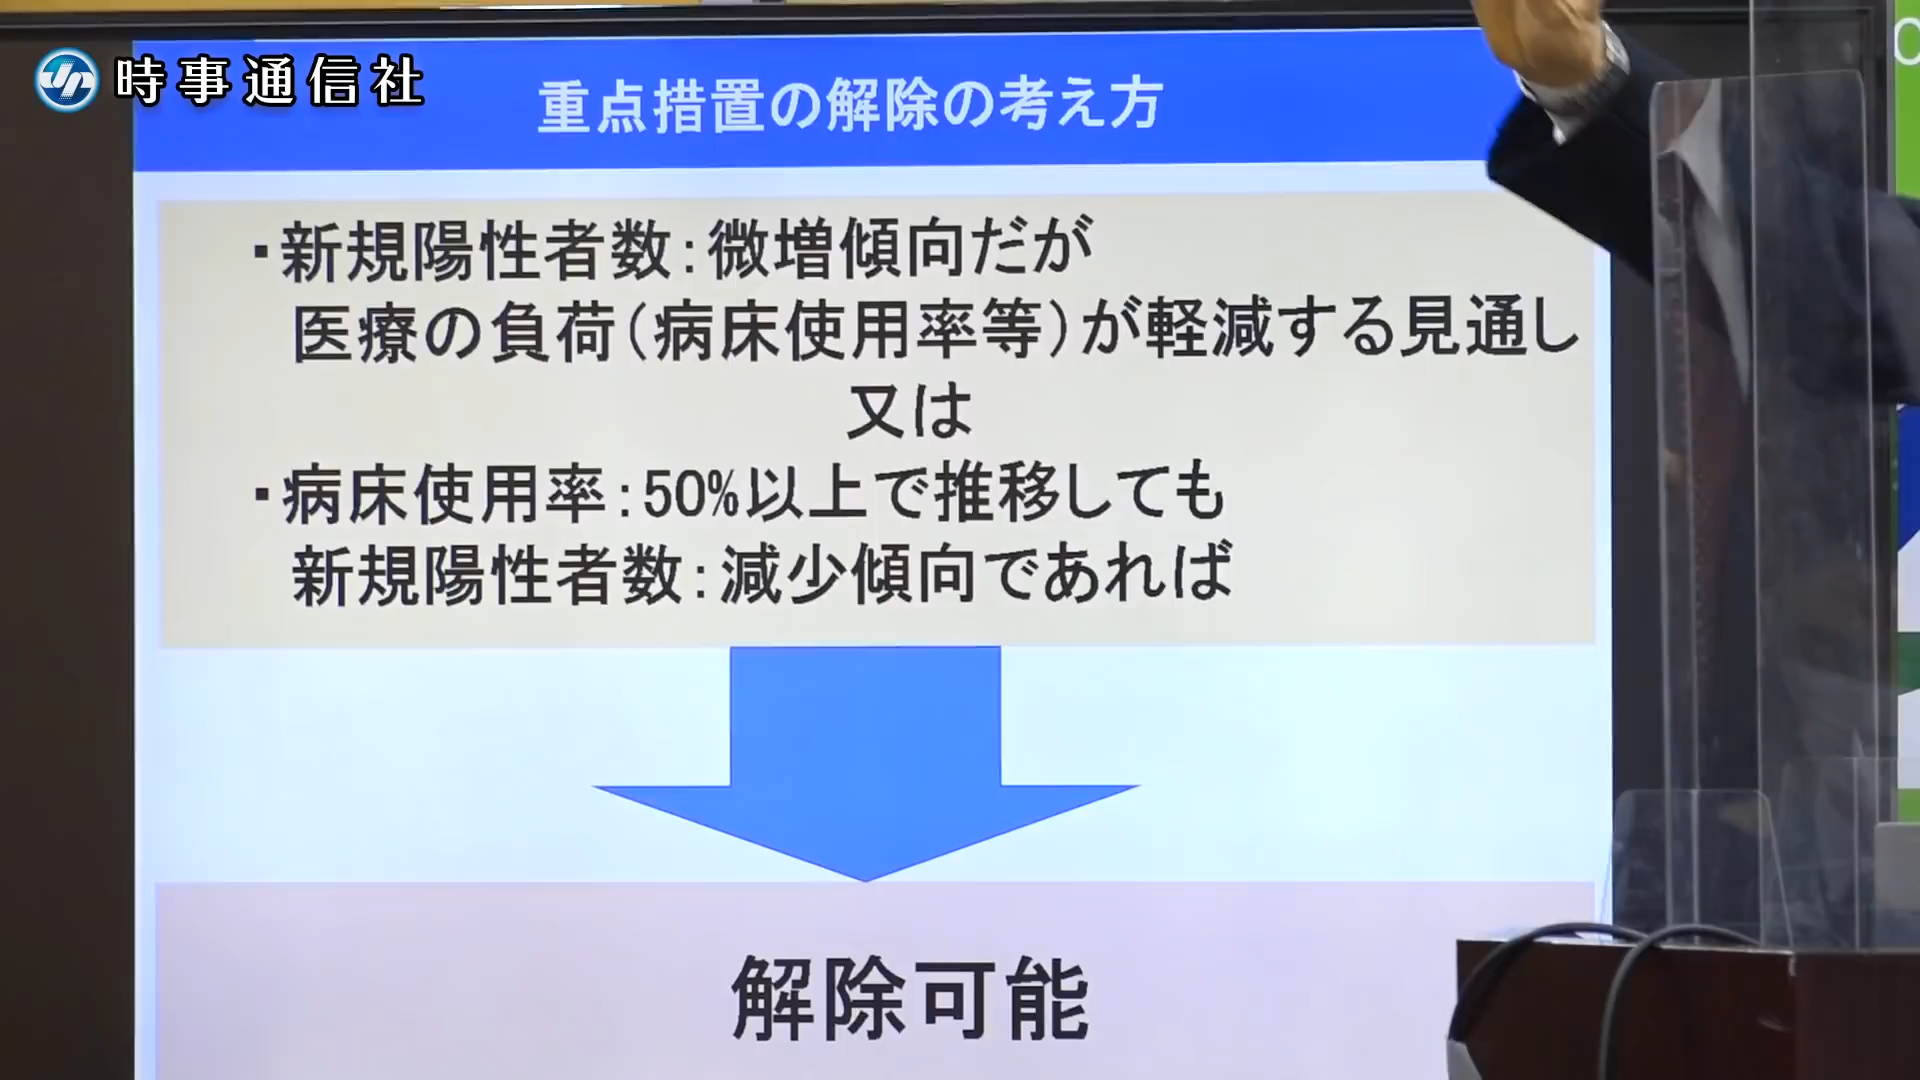 時事通信社
重点措置の解除の考え方
・新規陽性者数：微増傾向だが
医療の負荷（病床使用率等）が軽減する見通し
又は
・病床使用率：50%以上で推移しても
新規陽性者数：減少傾向であれば
解除可能